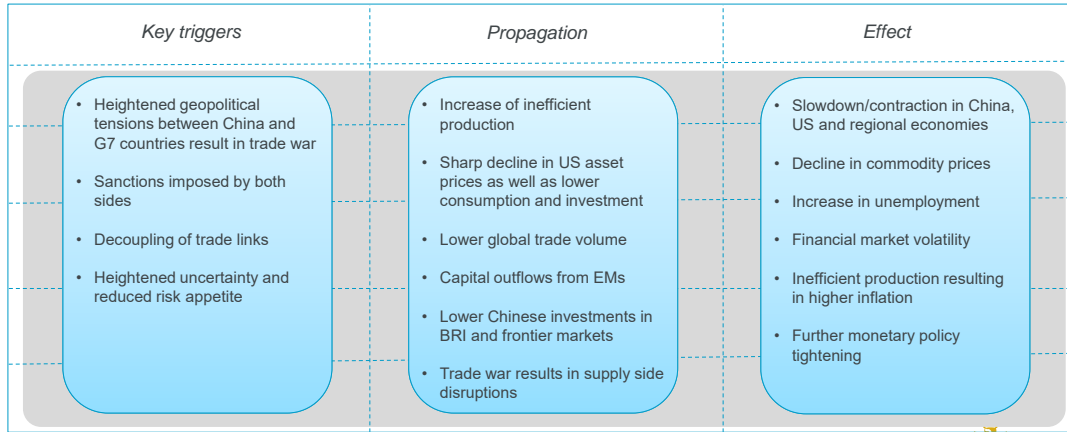 Key triggers
Propagation
Effect
• Heightened geopolitical
tensions between China and
G7 countries result in trade war
• Sanctions imposed by both
sides
• Decoupling of trade links
• Heightened uncertainty and
reduced risk appetite
• Increase of inefficient
production
• Sharp decline in US asset
prices as well as lower
consumption and investment
• Lower global trade volume
• Capital outflows from EMs
• Lower Chinese investments in
BRI and frontier markets
• Trade war results in supply side
disruptions
• Slowdown/contraction in China,
US and regional economies
• Decline in commodity prices
• Increase in unemployment
• Financial market volatility
• Inefficient production resulting
in higher inflation
• Further monetary policy
tightening